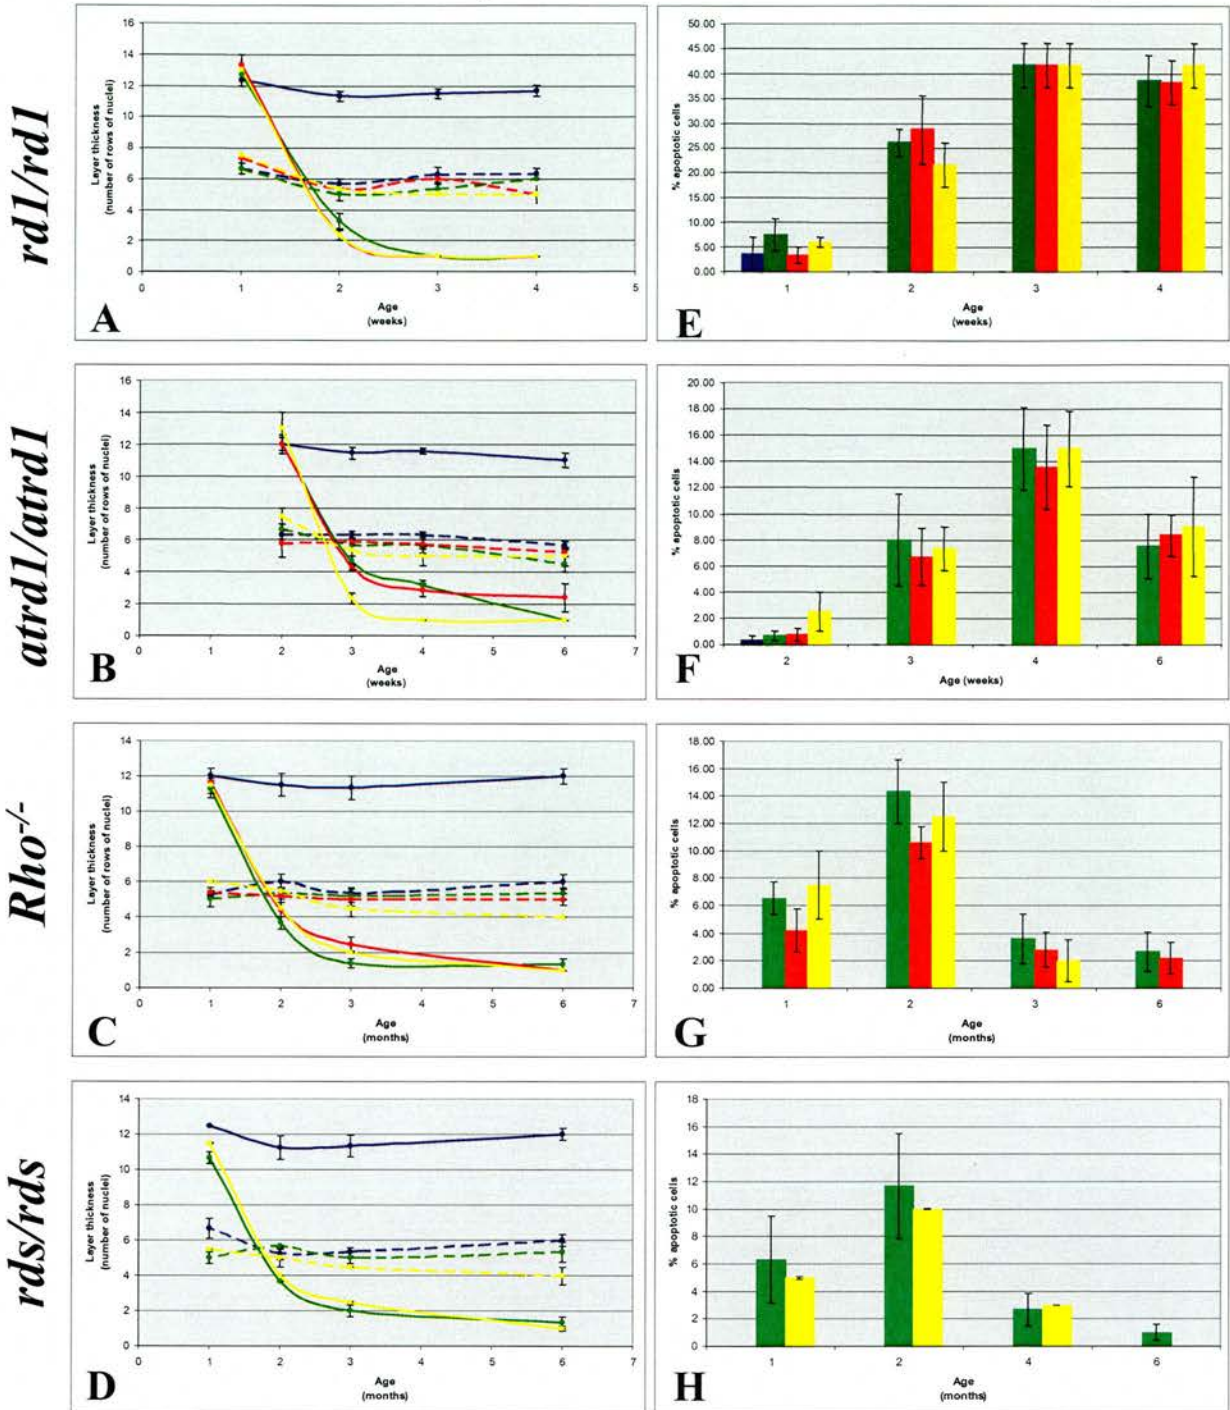 rd1/rd1
16
14
12
10
8
6
4
2
0
Layer thickness
(number of rows of nuclei)
0 1 2 3 4 5
Age
(weeks)
A
50.00
45.00
40.00
35.00
30.00
25.00
20.00
15.00
10.00
5.00
0.00
% apoptotic cells
1 2 3 4
Age
(weeks)
E
atrd1/atrd1
16
14
12
10
8
6
4
2
0
Layer thickness
(number of rows of nuclei)
0 1 2 3 4 5 6 7
Age
(weeks)
B
20.00
18.00
16.00
14.00
12.00
10.00
8.00
6.00
4.00
2.00
0.00
% apoptotic cells
2 3 4 6
Age (weeks)
F
Rho-/-
14
12
10
8
6
4
2
0
Layer thickness
(number of rows of nuclei)
0 1 2 3 4 5 6 7
Age
(months)
C
18.00
16.00
14.00
12.00
10.00
8.00
6.00
4.00
2.00
0.00
% apoptotic cells
1 2 3 6
Age
(months)
G
rds/rds
14
12
10
8
6
4
2
0
Layer thickness
(number of rows of nuclei)
0 1 2 3 4 5 6 7
Age
(months)
D
18
16
14
12
10
8
6
4
2
0
% apoptotic cells
1 2 4 6
Age
(months)
H